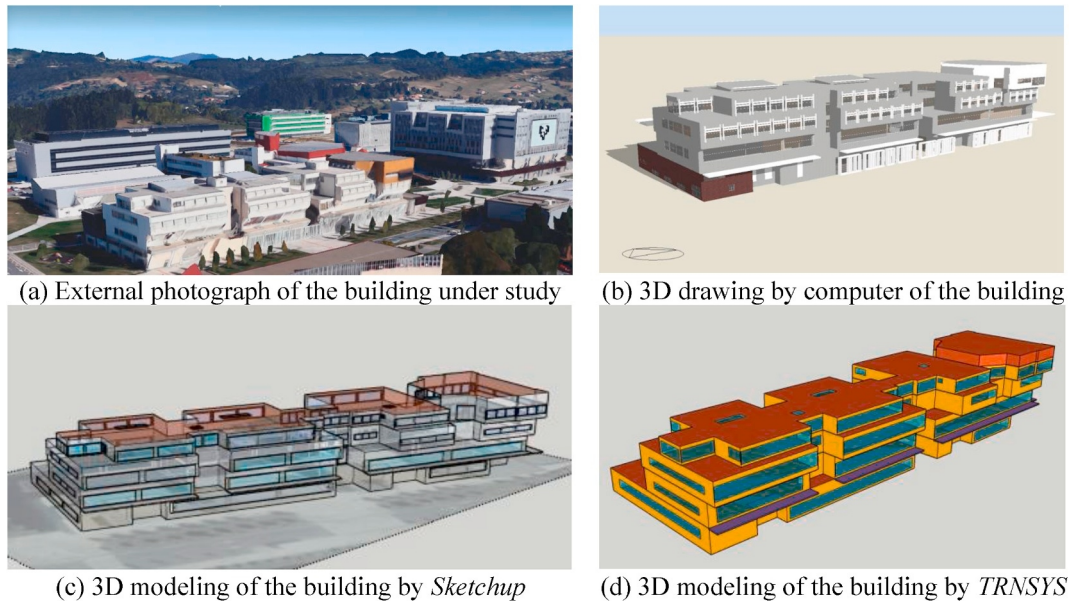 (a) External photograph of the building under study
(b) 3D drawing by computer of the building
(c) 3D modeling of the building by Sketchup
(d) 3D modeling of the building by TRNSYS